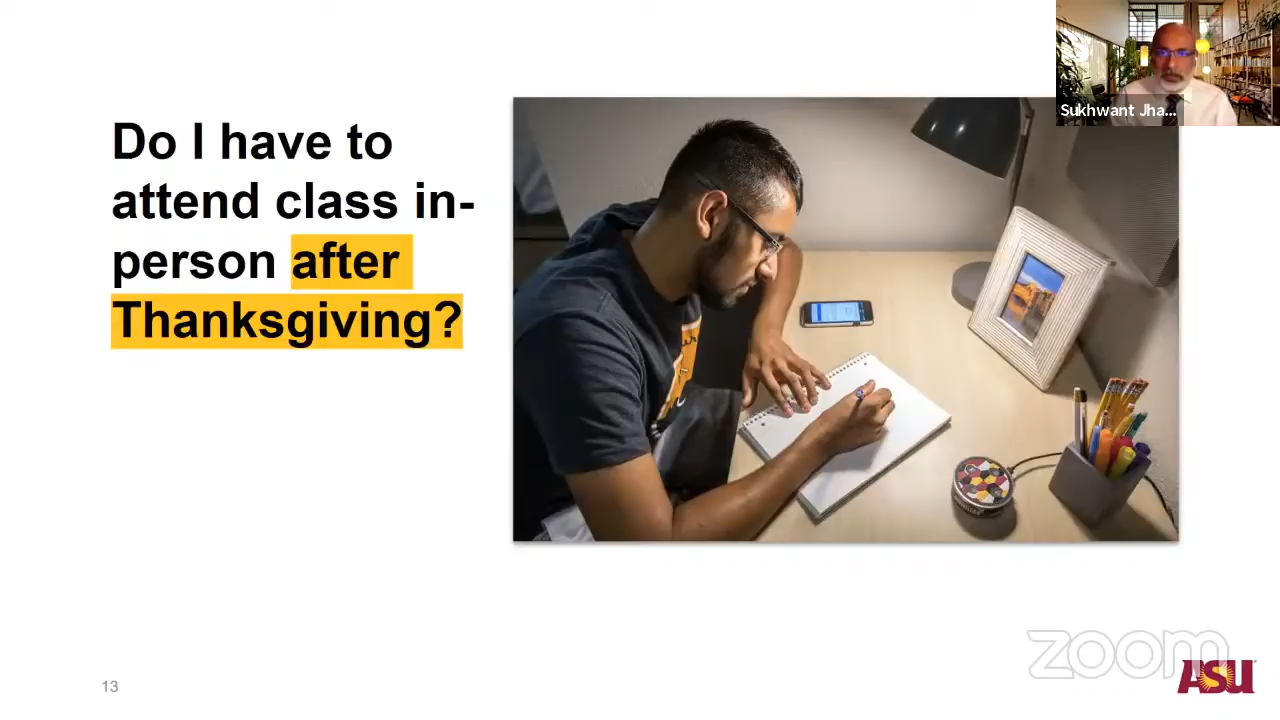 Do I have to
attend class in-
person after
Thanksgiving?
Sukhwant Jha...
13
zoom
ASU